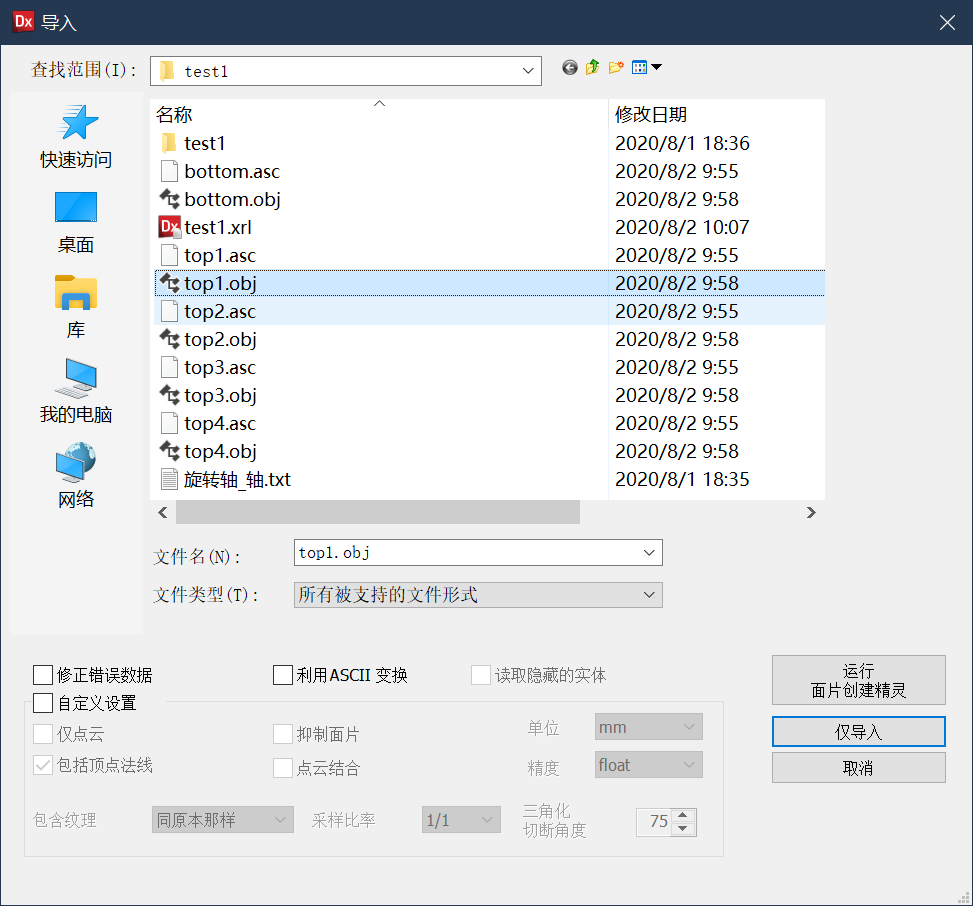 Dx 导入
查找范围(I): test1
快速访问
桌面
库
我的电脑
网络
名称 修改日期
test1 2020/8/1 18:36
bottom.asc 2020/8/2 9:55
bottom.obj 2020/8/2 9:58
Dx test1.xrl 2020/8/2 10:07
top1.asc 2020/8/2 9:55
top1.obj 2020/8/2 9:58
top2.asc 2020/8/2 9:55
top2.obj 2020/8/2 9:58
top3.asc 2020/8/2 9:55
top3.obj 2020/8/2 9:58
top4.asc 2020/8/2 9:55
top4.obj 2020/8/2 9:58
旋转轴_轴.txt 2020/8/1 18:35
文件名(N): top1.obj
文件类型(T): 所有被支持的文件形式
修正错误数据 利用ASCII 变换 读取隐藏的实体
自定义设置
仅点云 抑制面片 单位 mm
包括顶点法线 点云结合 精度 float
包含纹理 同原本那样 采样比率 1/1 三角化
切断角度 75
运行
面片创建精灵
仅导入
取消